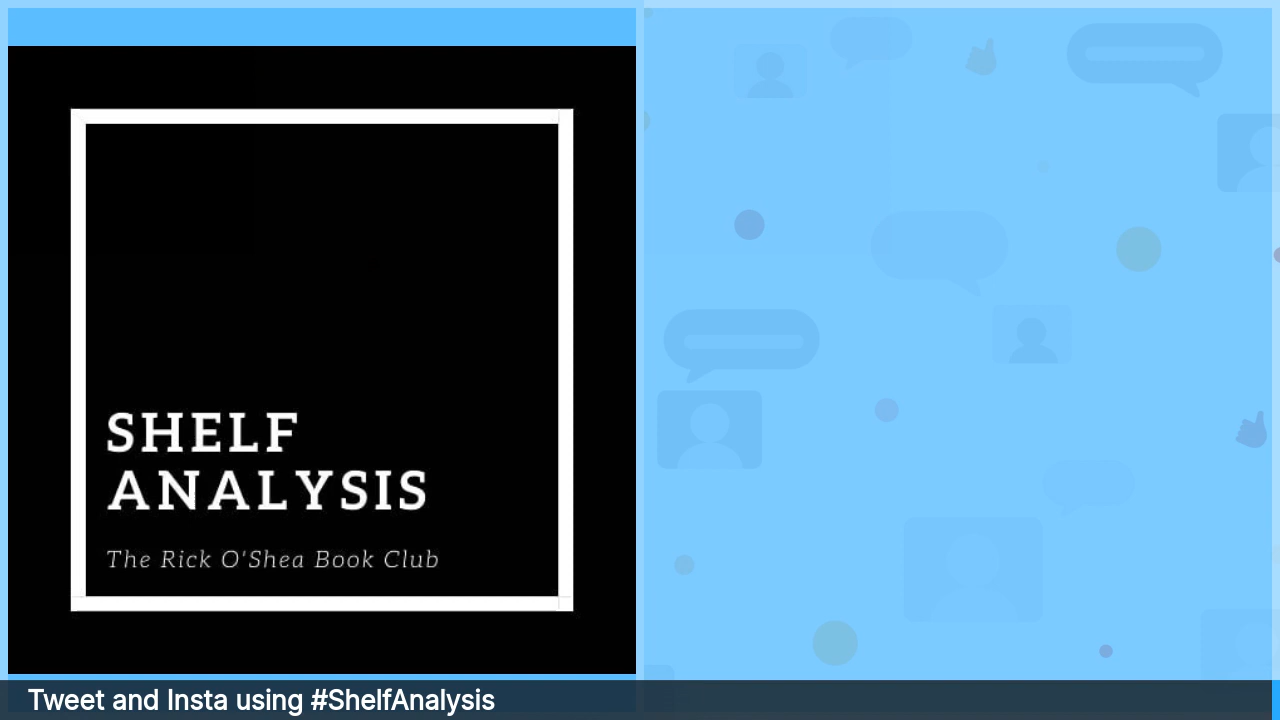 SHELF
ANALYSIS
The Rick O'Shea Book Club
Tweet and Insta using #ShelfAnalysis